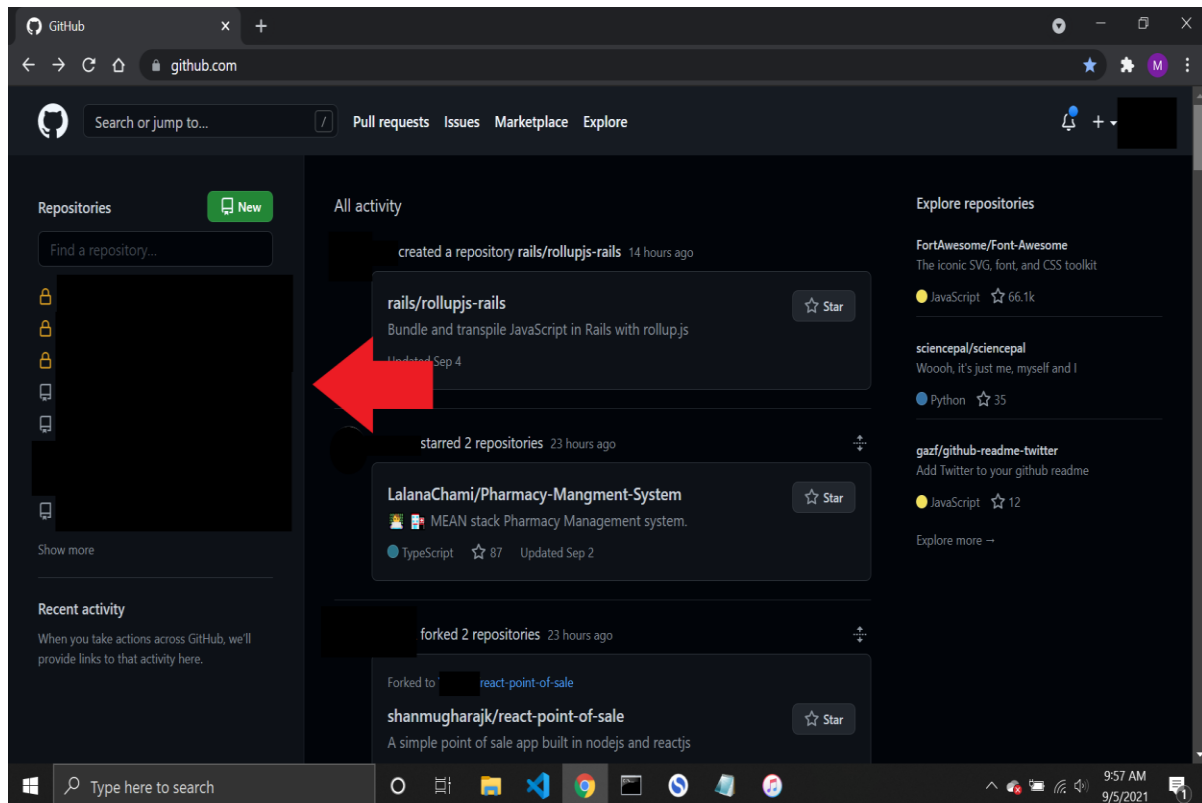 GitHub
github.com
M
Search or jump to...
/
Pull requests Issues Marketplace Explore
Repositories
New
Find a repository...
Show more
Recent activity
When you take actions across GitHub, we'll
provide links to that activity here.
All activity
created a repository rails/rollupjs-rails 14 hours ago
rails/rollupjs-rails
Star
Bundle and transpile JavaScript in Rails with rollup.js
Updated Sep 4
starred 2 repositories 23 hours ago
LalanaChami/Pharmacy-Mangment-System
Star
MEAN stack Pharmacy Management system.
TypeScript 87 Updated Sep 2
forked 2 repositories 23 hours ago
Forked to react-point-of-sale
shanmugharajk/react-point-of-sale
Star
A simple point of sale app built in nodejs and reactjs
Explore repositories
FortAwesome/Font-Awesome
The iconic SVG, font, and CSS toolkit
JavaScript 66.1k
sciencepal/sciencepal
Woooh, it's just me, myself and I
Python 35
gazf/github-readme-twitter
Add Twitter to your github readme
JavaScript 12
Explore more →
Type here to search
9:57 AM
9/5/2021
1